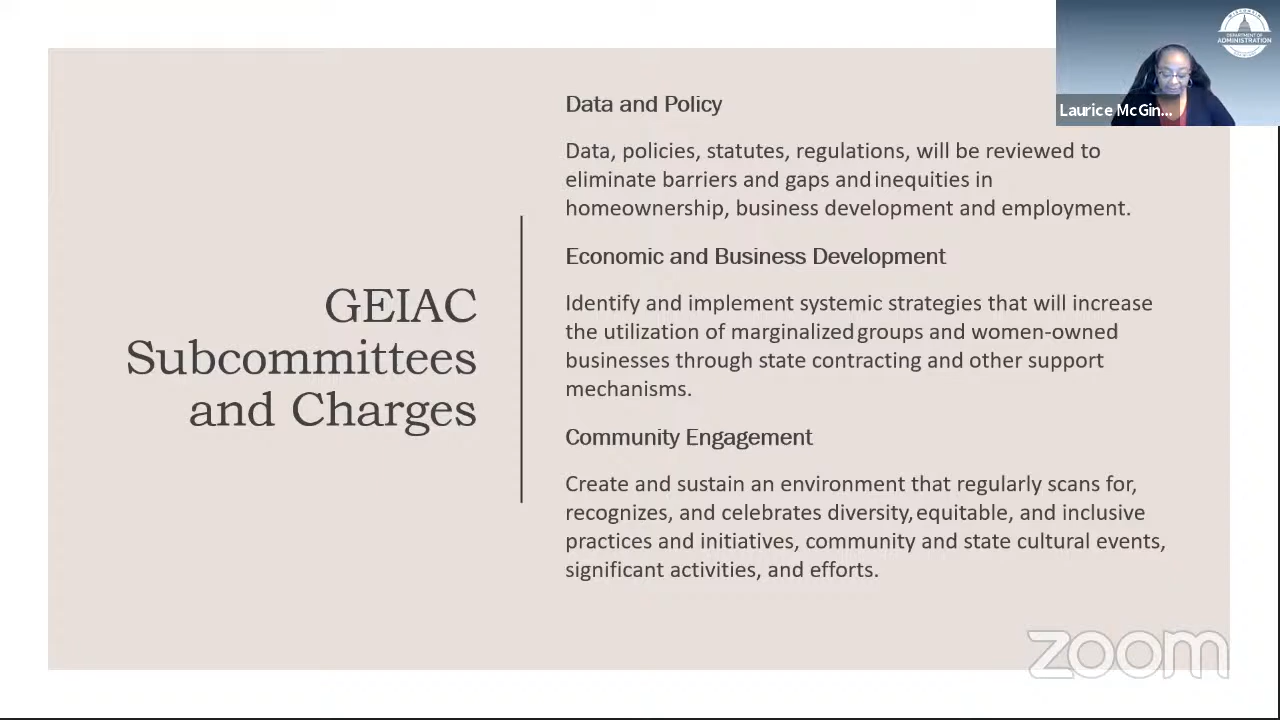 GEIAC
Subcommittees
and Charges
Data and Policy
Data, policies, statutes, regulations, will be reviewed to
eliminate barriers and gaps and inequities in
homeownership, business development and employment.
Economic and Business Development
Identify and implement systemic strategies that will increase
the utilization of marginalized groups and women-owned
businesses through state contracting and other support
mechanisms.
Community Engagement
Create and sustain an environment that regularly scans for,
recognizes, and celebrates diversity, equitable, and inclusive
practices and initiatives, community and state cultural events,
significant activities, and efforts.
WISCONSIN
DEPARTMENT OF
ADMINISTRATION
Laurice McGin...
zoom